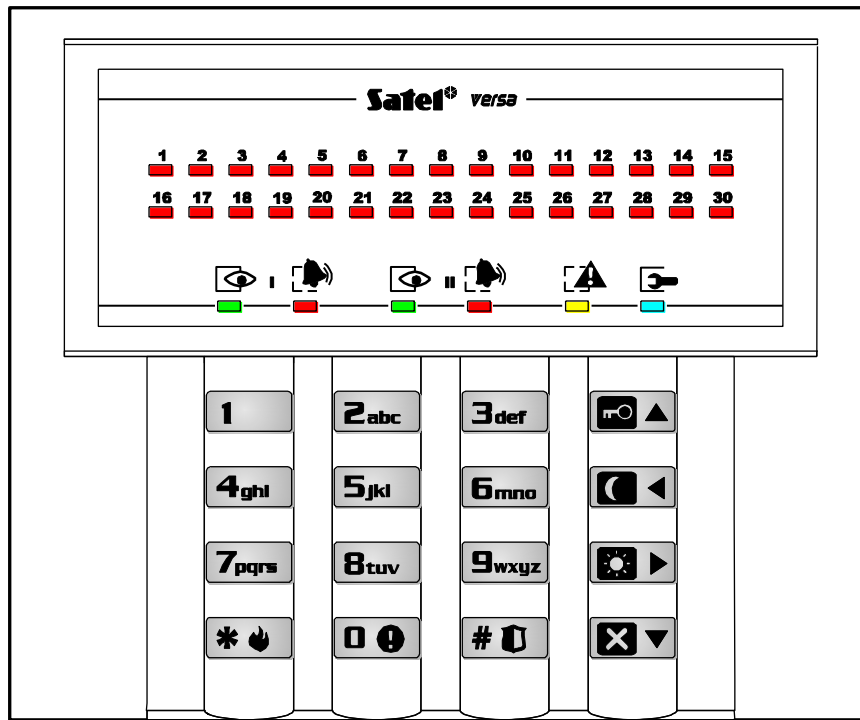 Satel® versa
1 2 3 4 5 6 7 8 9 10 11 12 13 14 15
16 17 18 19 20 21 22 23 24 25 26 27 28 29 30
I II
1 2abc 3def
4ghi 5jkl 6mno
7pqrs 8tuv 9wxyz
* 0 #